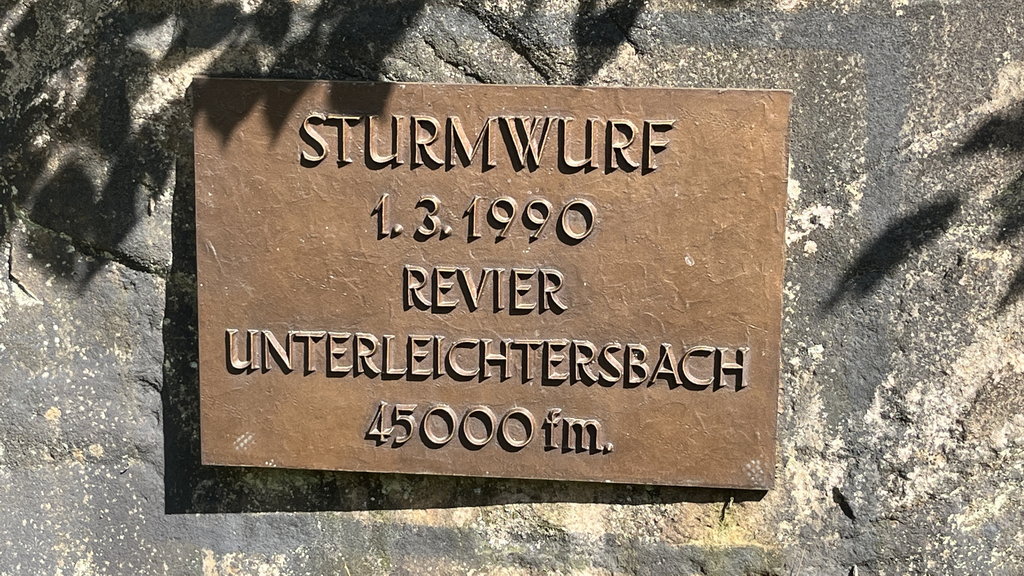 STURMWURF
1.3.1990
REVIER
UNTERLEICHTERSBACH
45000 fm.